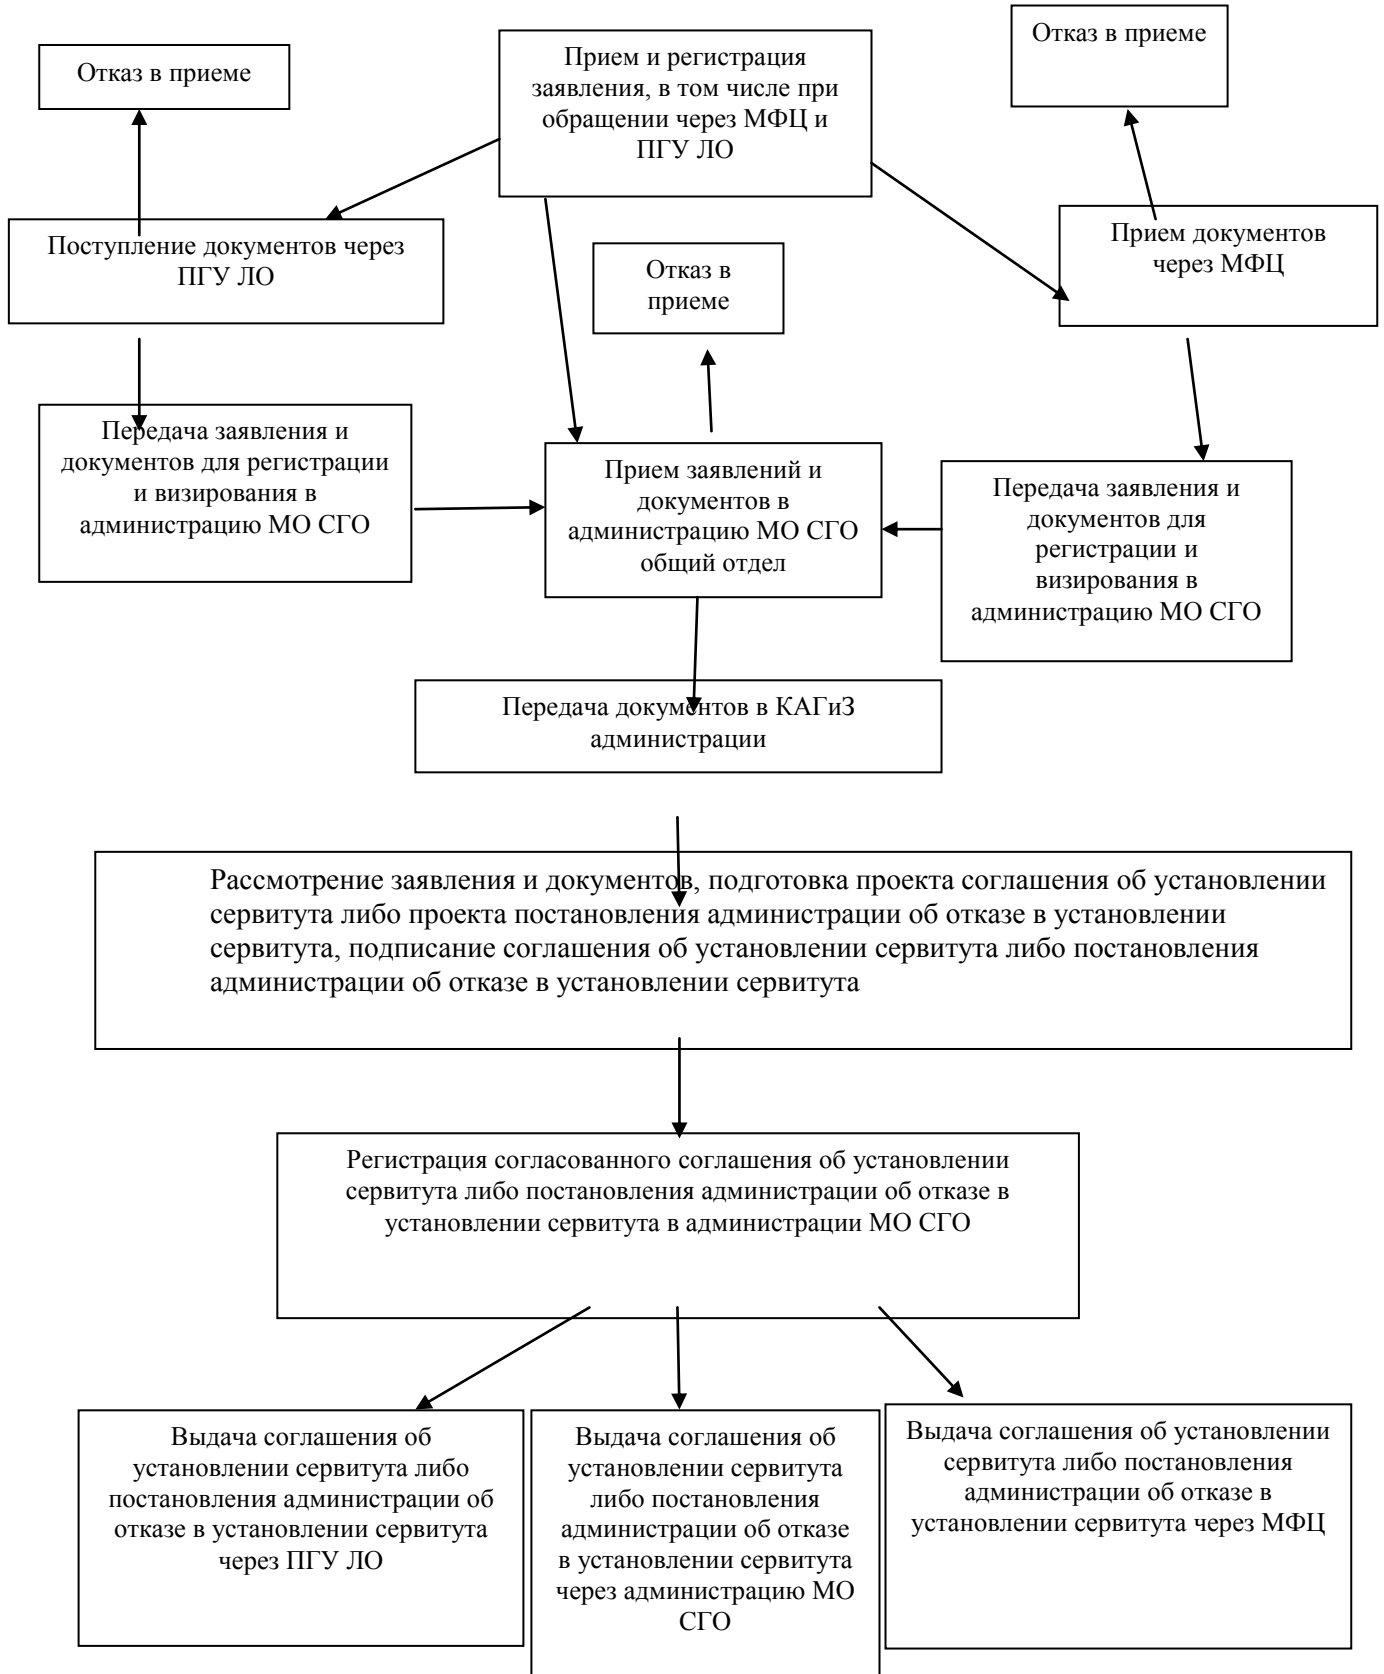 Отказ в приеме
Прием и регистрация
заявления, в том числе при
обращении через МФЦ и
ПГУ ЛО
Отказ в приеме
Поступление документов через
ПГУ ЛО
Отказ в
приеме
Прием документов
через МФЦ
Передача заявления и
документов для регистрации
и визирования в
администрацию МО СГО
Прием заявлений и
документов в
администрацию МО СГО
общий отдел
Передача заявления и
документов для
регистрации и
визирования в
администрацию МО СГО
Передача документов в КАГиЗ
администрации
Рассмотрение заявления и документов, подготовка проекта соглашения об установлении
сервитута либо проекта постановления администрации об отказе в установлении
сервитута, подписание соглашения об установлении сервитута либо постановления
администрации об отказе в установлении сервитута
Регистрация согласованного соглашения об установлении
сервитута либо постановления администрации об отказе в
установлении сервитута в администрации МО СГО
Выдача соглашения об
установлении сервитута либо
постановления администрации об
отказе в установлении сервитута
через ПГУ ЛО
Выдача соглашения об
установлении сервитута
либо постановления
администрации об отказе
в установлении сервитута
через администрацию МО
СГО
Выдача соглашения об установлении
сервитута либо постановления
администрации об отказе в
установлении сервитута через МФЦ